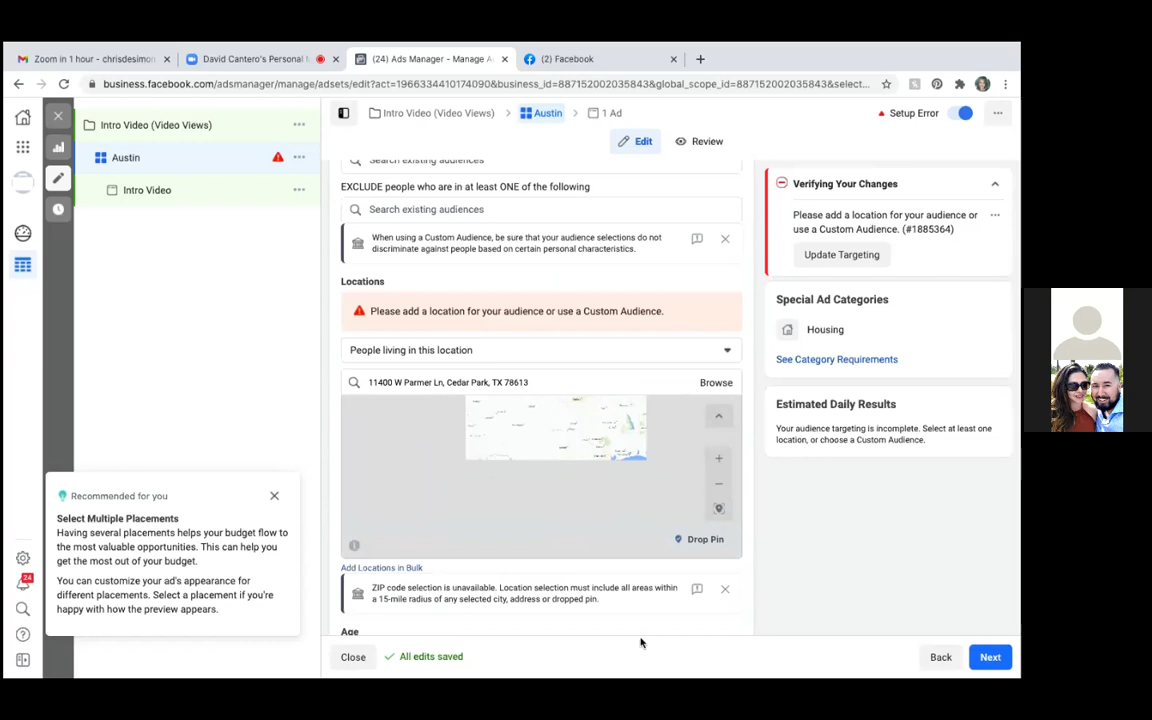 Zoom in 1 hour - chrisdesimon
David Cantero's Personal
(24) Ads Manager - Manage A
(2) Facebook
business.facebook.com/adsmanager/manage/adsets/edit?act=1966334410174090&business_id=887152002035843&global_scope_id=887152002035843&select...
Intro Video (Video Views)
Austin
Intro Video
Intro Video (Video Views)
Austin
1 Ad
Setup Error
Edit
Review
Search existing audiences
EXCLUDE people who are in at least ONE of the following
Search existing audiences
When using a Custom Audience, be sure that your audience selections do not
discriminate against people based on certain personal characteristics.
Locations
Please add a location for your audience or use a Custom Audience.
People living in this location
11400 W Parmer Ln, Cedar Park, TX 78613
Browse
Drop Pin
Add Locations in Bulk
ZIP code selection is unavailable. Location selection must include all areas within
a 15-mile radius of any selected city, address or dropped pin.
Age
Close
All edits saved
Back
Next
Verifying Your Changes
Please add a location for your audience or
use a Custom Audience. (#1885364)
Update Targeting
Special Ad Categories
Housing
See Category Requirements
Estimated Daily Results
Your audience targeting is incomplete. Select at least one
location, or choose a Custom Audience.
Recommended for you
Select Multiple Placements
Having several placements helps your budget flow to
the most valuable opportunities. This can help you
get the most out of your budget.
You can customize your ad's appearance for
different placements. Select a placement if you're
happy with how the preview appears.
24